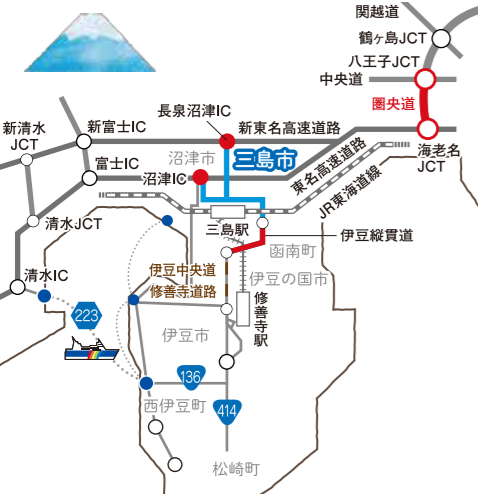 関越道
鶴ヶ島JCT
八王子JCT
中央道
圏央道
長泉沼津IC
新清水
JCT
新富士IC
新東名高速道路
海老名
JCT
沼津市
三島市
富士IC
沼津IC
東名高速道路
JR東海道線
清水JCT
三島駅
伊豆縦貫道
函南町
清水IC
伊豆中央道
修善寺道路
伊豆の国市
修善寺駅
223
伊豆市
136
西伊豆町
414
松崎町